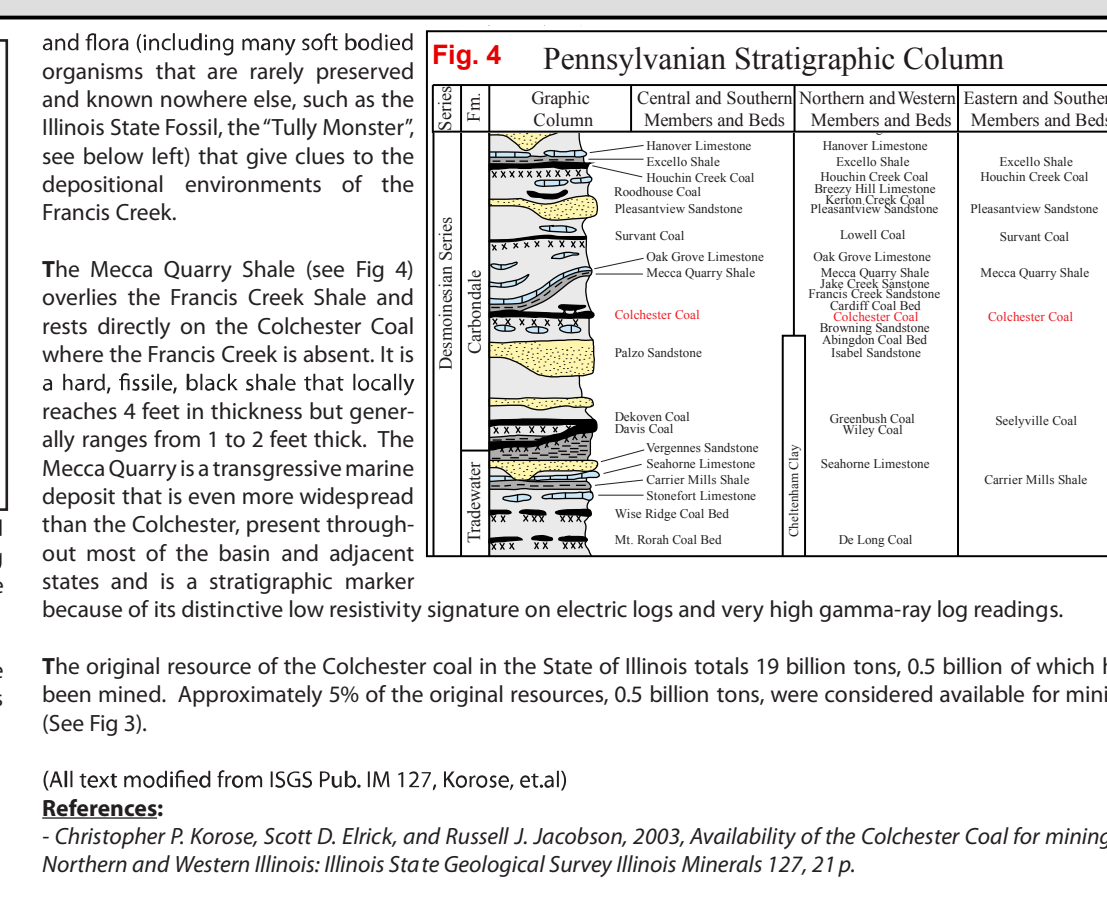 and flora (including many soft bodied
organisms that are rarely preserved
and known nowhere else, such as the
Illinois State Fossil, the “Tully Monster”,
see below left) that give clues to the
depositional environments of the
Francis Creek.
The Mecca Quarry Shale (see Fig 4)
overlies the Francis Creek Shale and
rests directly on the Colchester Coal
where the Francis Creek is absent. It is
a hard, fissile, black shale that locally
reaches 4 feet in thickness but gener-
ally ranges from 1 to 2 feet thick. The
Mecca Quarry is a transgressive marine
deposit that is even more widespread
than the Colchester, present through-
out most of the basin and adjacent
states and is a stratigraphic marker
because of its distinctive low resistivity signature on electric logs and very high gamma-ray log readings.
Fig. 4 Pennsylvanian Stratigraphic Column
Series
Fm.
Graphic
Column
Central and Southern
Members and Beds
Northern and Western
Members and Beds
Eastern and Souther
Members and Beds
Desmoinesian Series
Carbondale
Tradewater
Hanover Limestone
Excello Shale
Houchin Creek Coal
Roodhouse Coal
Pleasantview Sandstone
Survant Coal
Oak Grove Limestone
Mecca Quarry Shale
Colchester Coal
Palzo Sandstone
Dekoven Coal
Davis Coal
Vergennes Sandstone
Seahorne Limestone
Carrier Mills Shale
Stonefort Limestone
Wise Ridge Coal Bed
Mt. Rorah Coal Bed
Cheltenham Clay
Hanover Limestone
Excello Shale
Houchin Creek Coal
Breezy Hill Limestone
Kerton Creek Coal
Pleasantview Sandstone
Lowell Coal
Oak Grove Limestone
Mecca Quarry Shale
Jake Creek Sanstone
Francis Creek Sandstone
Cardiff Coal Bed
Colchester Coal
Browning Sandstone
Abingdon Coal Bed
Isabel Sandstone
Greenbush Coal
Wiley Coal
Seahorne Limestone
De Long Coal
Excello Shale
Houchin Creek Coal
Pleasantview Sandstone
Survant Coal
Mecca Quarry Shale
Colchester Coal
Seelyville Coal
Carrier Mills Shale
The original resource of the Colchester coal in the State of Illinois totals 19 billion tons, 0.5 billion of which
been mined. Approximately 5% of the original resources, 0.5 billion tons, were considered available for mini
(See Fig 3).
(All text modified from ISGS Pub. IM 127, Korose, et.al)
References:
- Christopher P. Korose, Scott D. Elrick, and Russell J. Jacobson, 2003, Availability of the Colchester Coal for mining
Northern and Western Illinois: Illinois State Geological Survey Illinois Minerals 127, 21 p.